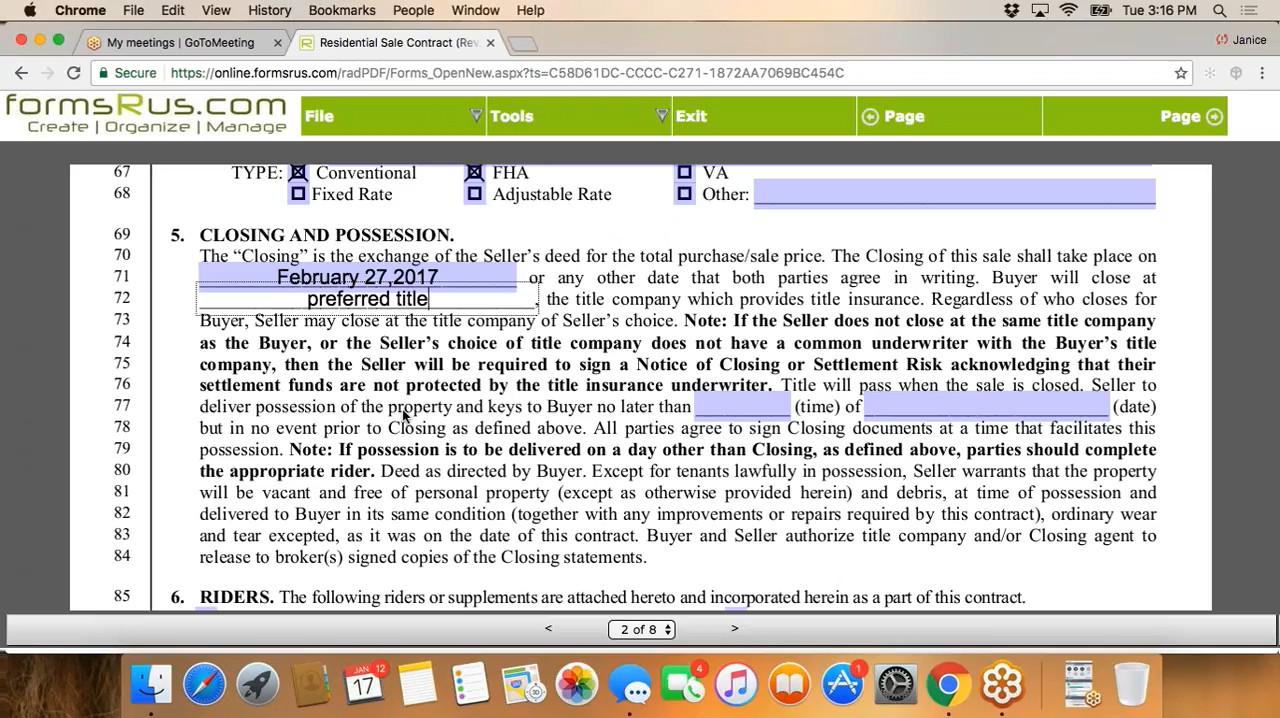 Chrome File Edit View History Bookmarks People Window Help Tue 3:16 PM
My meetings | GoToMeeting × Residential Sale Contract (Rev. × Janice
Secure https://online.formsrus.com/radPDF/Forms_OpenNew.aspx?ts=C58D61DC-CCCC-C271-1872AA7069BC454C
formsRus.com File Tools Exit Page Page
Create | Organize | Manage
67 TYPE: Conventional FHA VA
68 Fixed Rate Adjustable Rate Other:
69 5. CLOSING AND POSSESSION.
70 The “Closing” is the exchange of the Seller’s deed for the total purchase/sale price. The Closing of this sale shall take place on
71 February 27,2017 or any other date that both parties agree in writing. Buyer will close at
72 preferred title, the title company which provides title insurance. Regardless of who closes for
73 Buyer, Seller may close at the title company of Seller’s choice. Note: If the Seller does not close at the same title company
74 as the Buyer, or the Seller’s choice of title company does not have a common underwriter with the Buyer’s title
75 company, then the Seller will be required to sign a Notice of Closing or Settlement Risk acknowledging that their
76 settlement funds are not protected by the title insurance underwriter. Title will pass when the sale is closed. Seller to
77 deliver possession of the property and keys to Buyer no later than (time) of (date)
78 but in no event prior to Closing as defined above. All parties agree to sign Closing documents at a time that facilitates this
79 possession. Note: If possession is to be delivered on a day other than Closing, as defined above, parties should complete
80 the appropriate rider. Deed as directed by Buyer. Except for tenants lawfully in possession, Seller warrants that the property
81 will be vacant and free of personal property (except as otherwise provided herein) and debris, at time of possession and
82 delivered to Buyer in its same condition (together with any improvements or repairs required by this contract), ordinary wear
83 and tear excepted, as it was on the date of this contract. Buyer and Seller authorize title company and/or Closing agent to
84 release to broker(s) signed copies of the Closing statements.
85 6. RIDERS. The following riders or supplements are attached hereto and incorporated herein as a part of this contract.
< 2 of 8 >
JAN 12 17 4 1